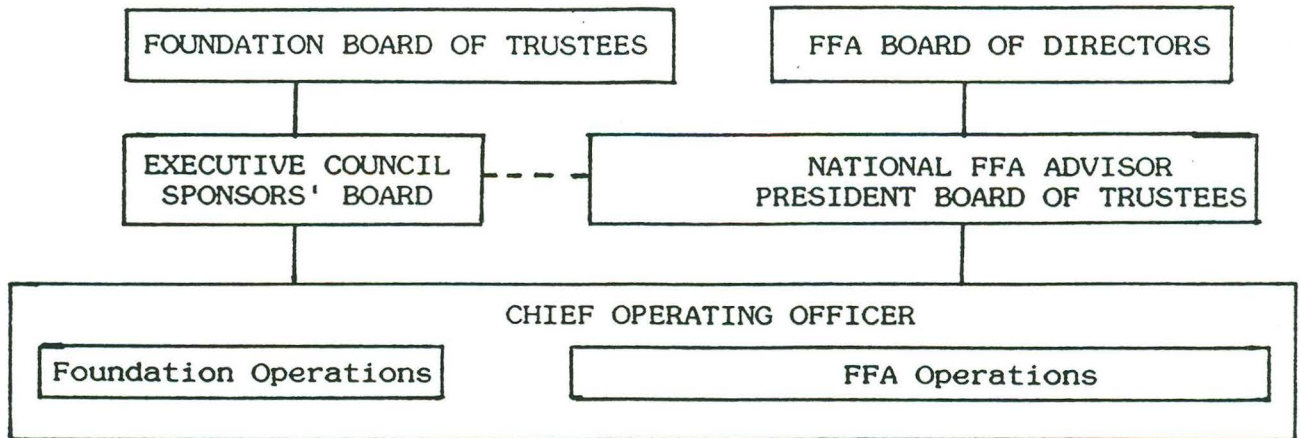 FOUNDATION BOARD OF TRUSTEES
FFA BOARD OF DIRECTORS
EXECUTIVE COUNCIL
SPONSORS' BOARD
NATIONAL FFA ADVISOR
PRESIDENT BOARD OF TRUSTEES
CHIEF OPERATING OFFICER
Foundation Operations
FFA Operations